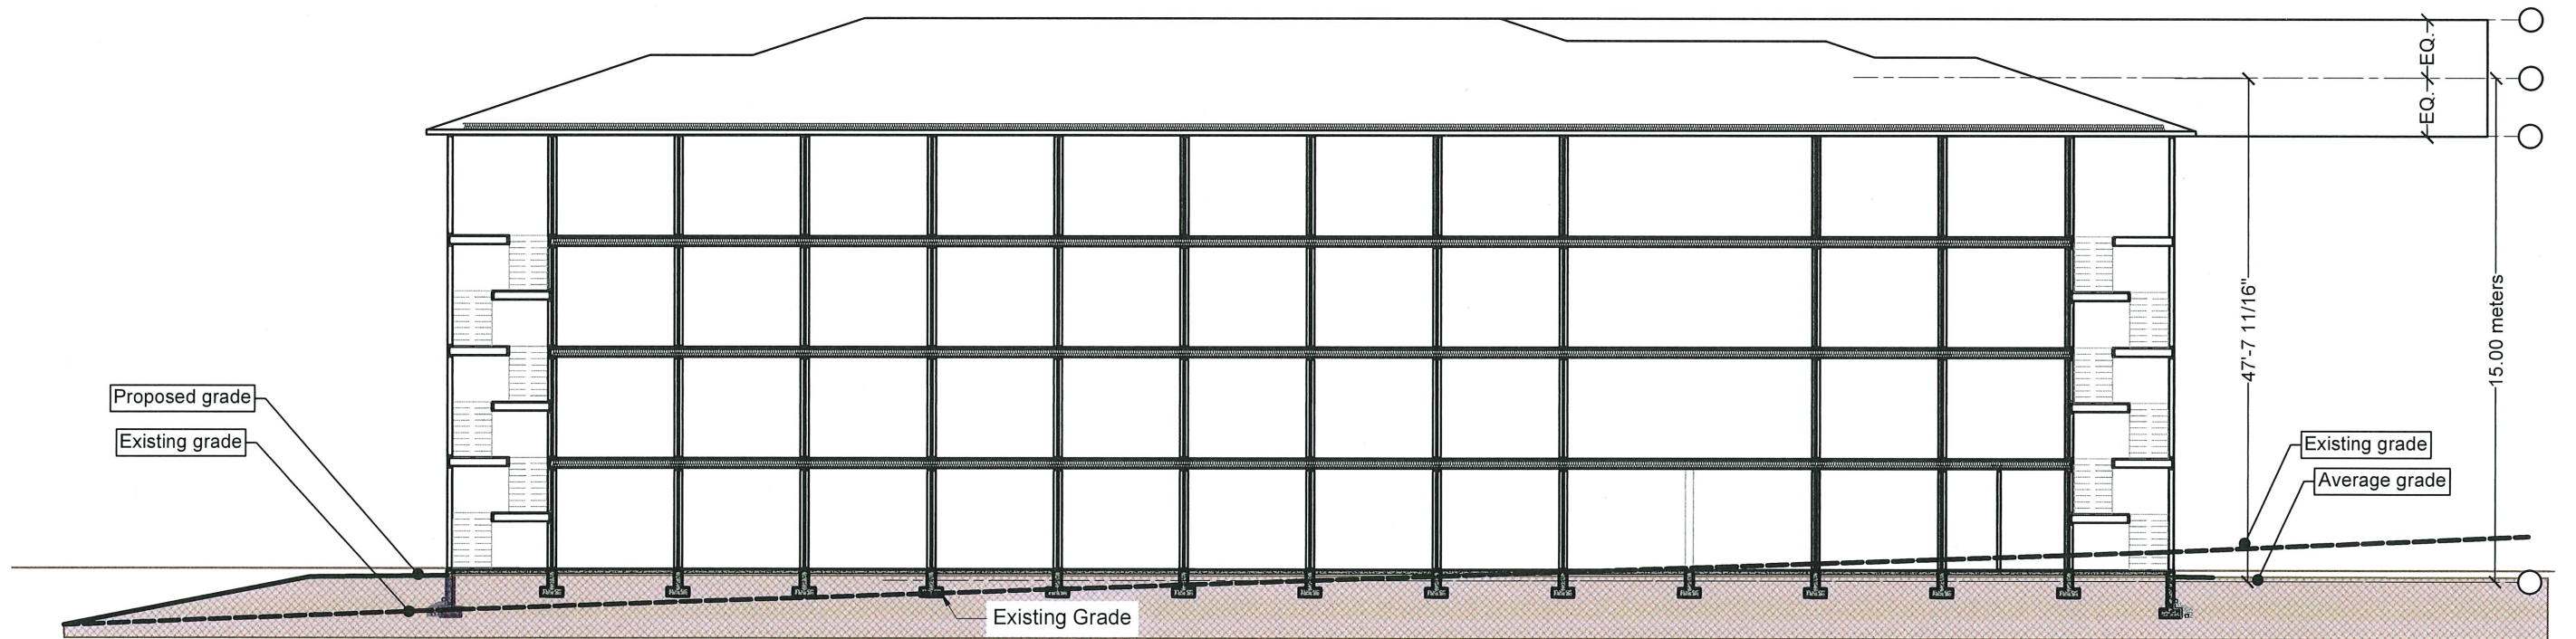 EQ.
EQ.
47'-7 11/16"
15.00 meters
Proposed grade
Existing grade
Existing grade
Average grade
Existing Grade